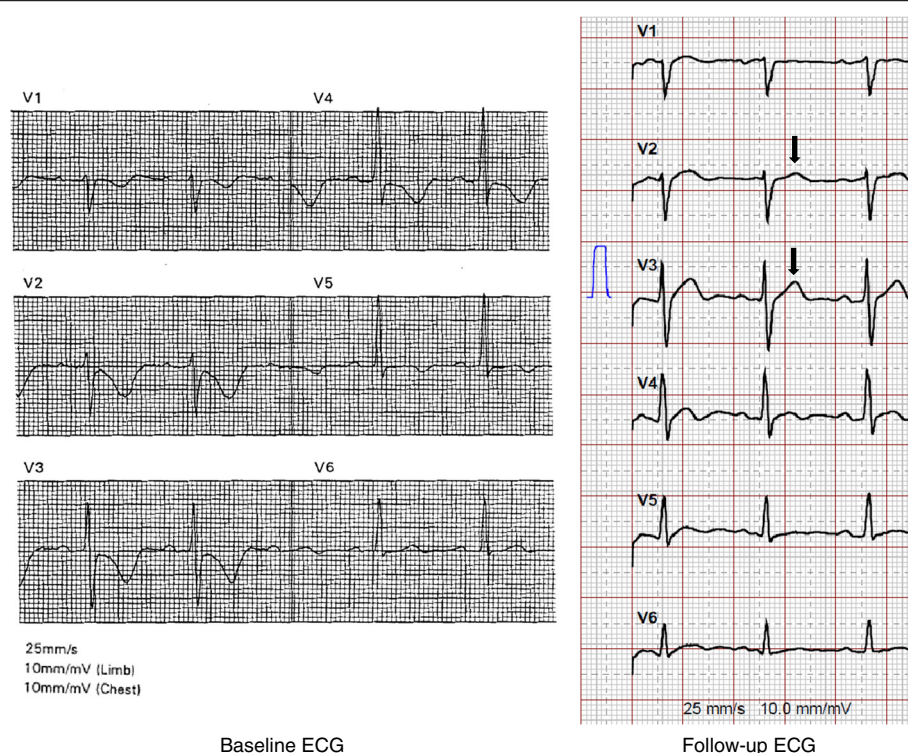 V1
V4
V2
V5
V3
V6
25mm/s
10mm/mV (Limb)
10mm/mV (Chest)
Baseline ECG
V1
V2
V3
V4
V5
V6
25 mm/s 10.0 mm/mV
Follow-up ECG